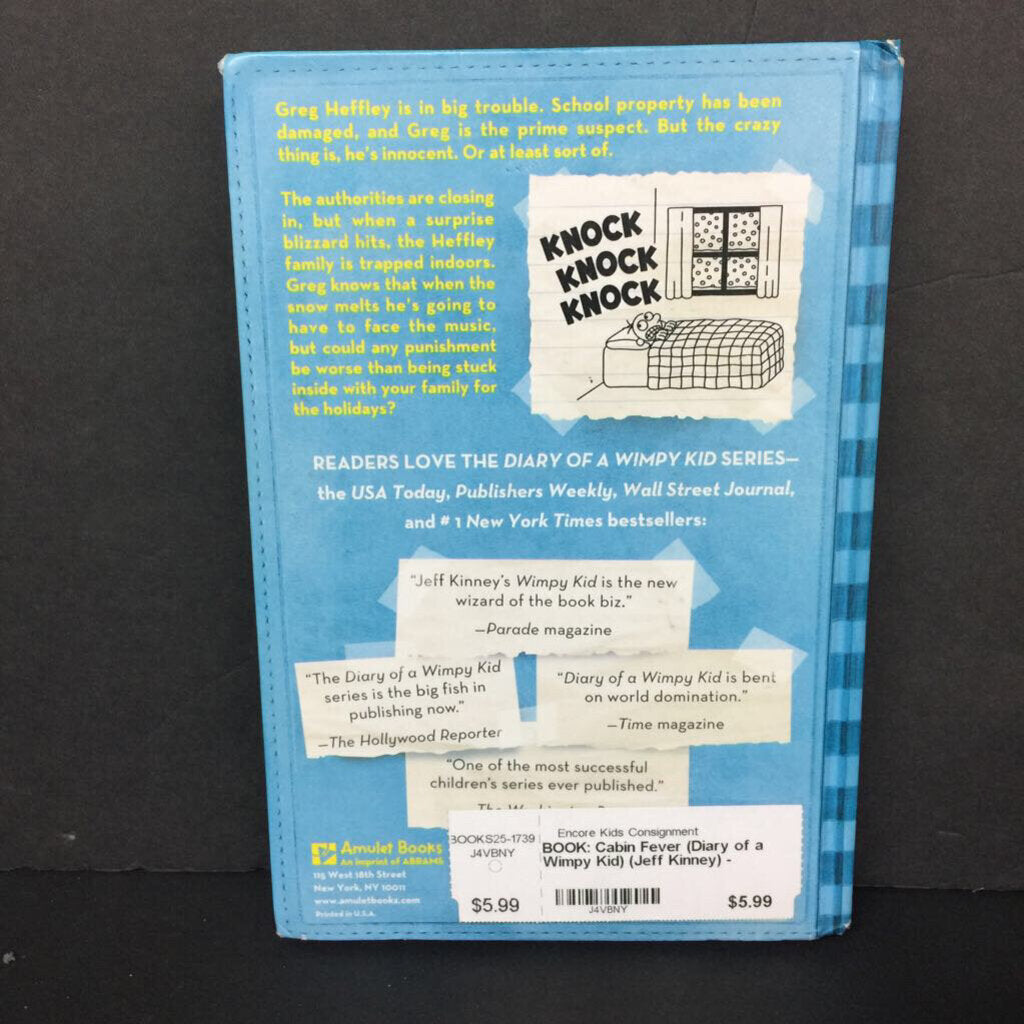 Greg Heffley is in big trouble. School property has been
damaged, and Greg is the prime suspect. But the crazy
thing is, he's innocent. Or at least sort of.
The authorities are closing
in, but when a surprise
blizzard hits, the Heffley
family is trapped indoors.
Greg knows that when the
snow melts he's going to
have to face the music,
but could any punishment
be worse than being stuck
inside with your family for
the holidays?
KNOCK
KNOCK
KNOCK
READERS LOVE THE DIARY OF A WIMPY KID SERIES—
the USA Today, Publishers Weekly, Wall Street Journal,
and #1 New York Times bestsellers:
"Jeff Kinney's Wimpy Kid is the new
wizard of the book biz."
—Parade magazine
"The Diary of a Wimpy Kid
series is the big fish in
publishing now."
—The Hollywood Reporter
"Diary of a Wimpy Kid is bent
on world domination."
—Time magazine
"One of the most successful
children's series ever published."
Amulet Books
An imprint of ABRAMS
115 West 18th Street
New York, NY 10011
www.amuletbooks.com
Printed in U.S.A.
BOOKS25-1739
J4VBNY
$5.99
Encore Kids Consignment
BOOK: Cabin Fever (Diary of a
Wimpy Kid) (Jeff Kinney) -
J4VBNY
$5.99